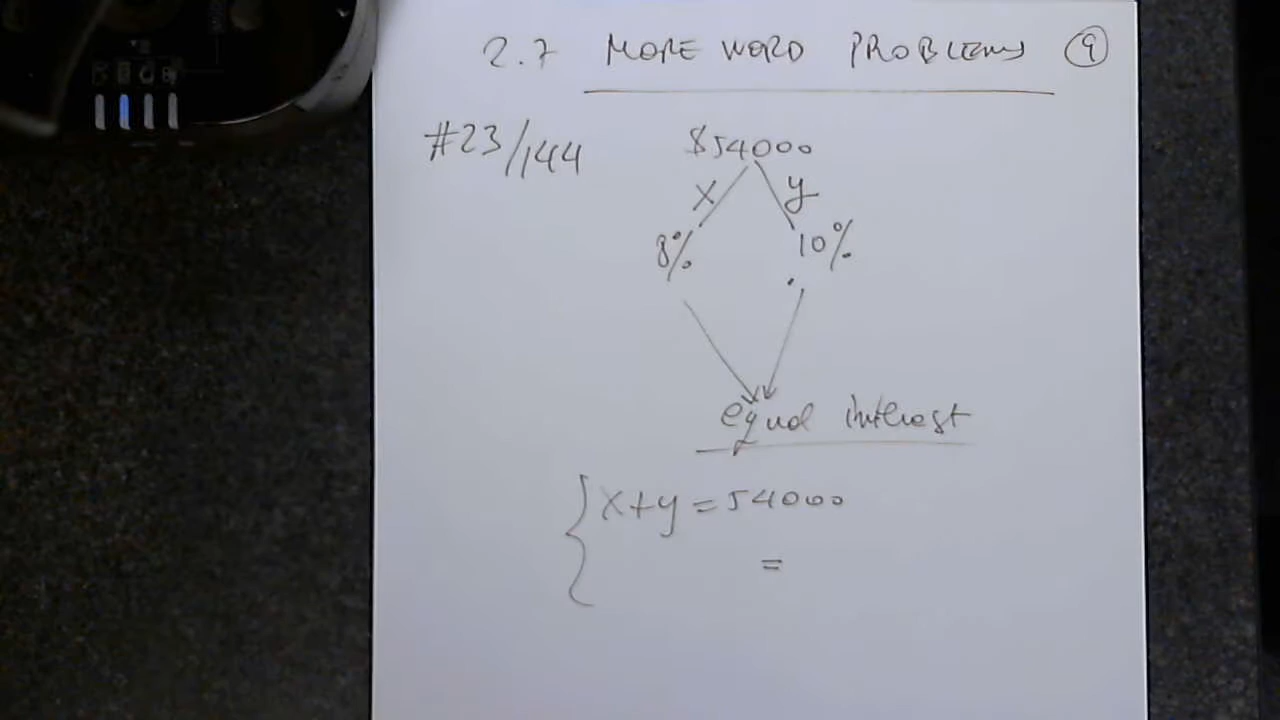 2.7 MORE WORD PROBLEMS 9
#23/144 $54000
x y
8% 10%
equal interest
x+y=54000
=